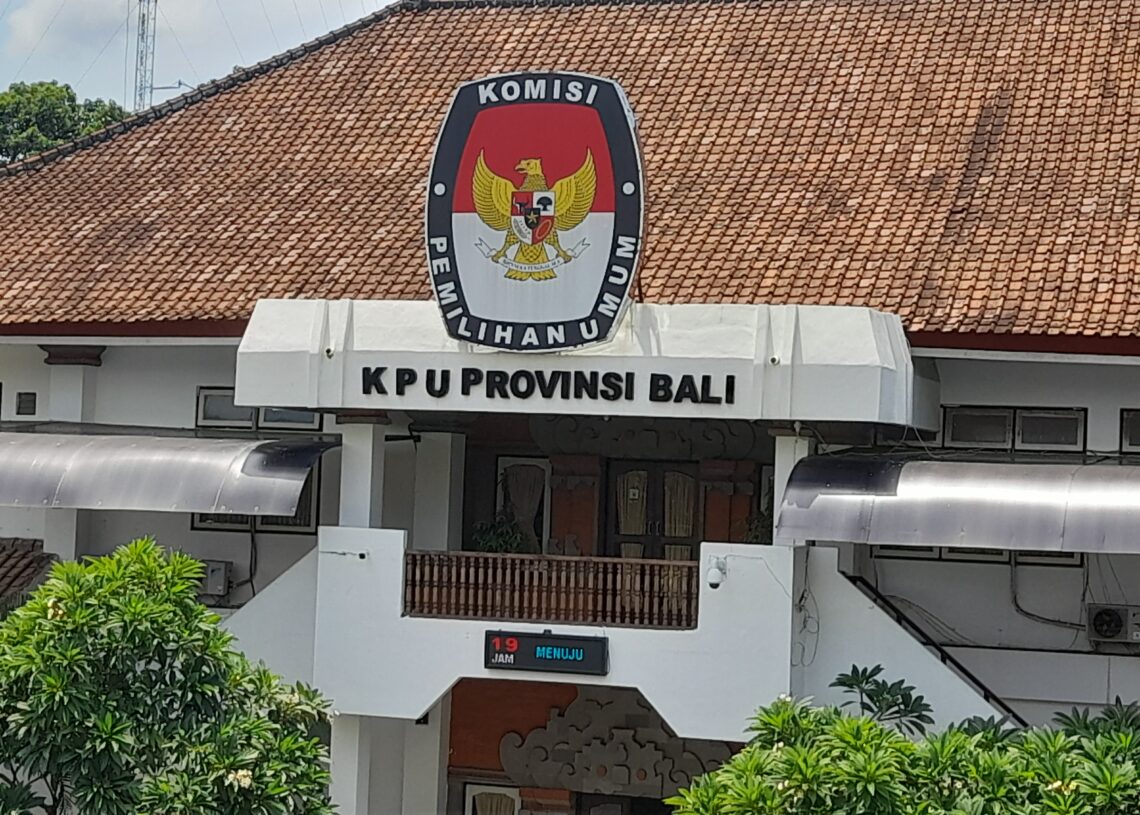 KOMISI
PEMILIHAN UMUM
KPU PROVINSI BALI
19
JAM
MENUJU